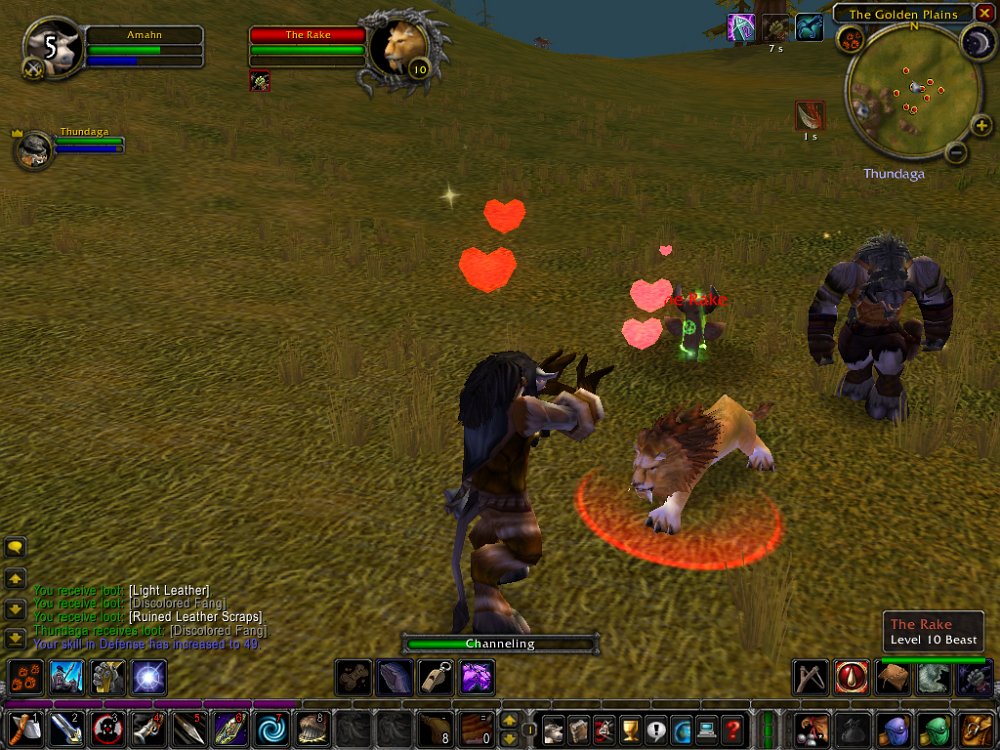 Amahn
5
The Rake
10
7 s
The Golden Plains
N
1 s
Thundaga
Thundaga
The Rake
You receive loot: [Light Leather]
You receive loot: [Discolored Fang]
You receive loot: [Ruined Leather Scraps].
Thundaga receives loot: [Discolored Fang].
Your skill in Defense has increased to 49.
Channeling
The Rake
Level 10 Beast
1 2 3 4 5 6 7 8 8 = 0 1